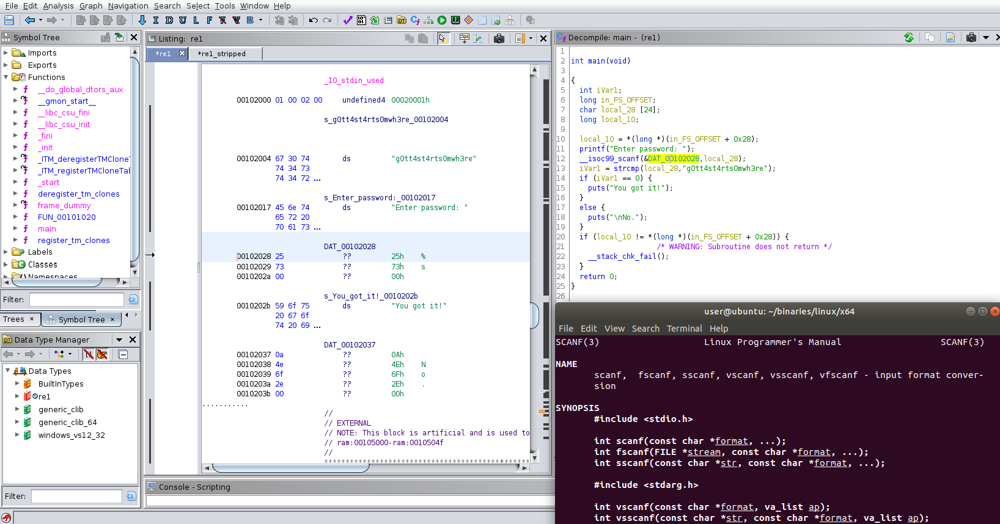 File Edit Analysis Graph Navigation Search Select Tools Window Help
I D U L F B
Symbol Tree
Imports
Exports
Functions
__do_global_dtors_aux
__gmon_start__
__libc_csu_fini
__libc_csu_init
_fini
_init
_ITM_deregisterTMCloneT
_ITM_registerTMCloneTab
_start
deregister_tm_clones
frame_dummy
FUN_00101020
main
register_tm_clones
Labels
Classes
Namespaces
Filter:
Trees × Symbol Tree ×
Data Type Manager
Data Types
BuiltInTypes
re1
generic_clib
generic_clib_64
windows_vs12_32
Filter:
Listing: re1
*re1 *re1_stripped
_IO_stdin_used
00102000 01 00 02 00 undefined4 00020001h
s_g0tt4st4rts0mwh3re_00102004
00102004 67 30 74 ds "g0tt4st4rts0mwh3re"
74 34 73
74 34 72 ...
s_Enter_password:_00102017
00102017 45 6e 74 ds "Enter password: "
65 72 20
70 61 73 ...
DAT_00102028
00102028 25 ?? 25h %
00102029 73 ?? 73h s
0010202a 00 ?? 00h
s_You_got_it!_0010202b
0010202b 59 6f 75 ds "You got it!"
20 67 6f
74 20 69 ...
DAT_00102037
00102037 0a ?? 0Ah
00102038 4e ?? 4Eh N
00102039 6f ?? 6Fh o
0010203a 2e ?? 2Eh .
0010203b 00 ?? 00h
...........
//
// EXTERNAL
// NOTE: This block is artificial and is used to
// ram:00105000-ram:0010504f
//
************************************************
Console - Scripting
Decompile: main - (re1)
1
2 int main(void)
3
4 {
5 int iVar1;
6 long in_FS_OFFSET;
7 char local_28 [24];
8 long local_10;
9
10 local_10 = *(long *)(in_FS_OFFSET + 0x28);
11 printf("Enter password: ");
12 __isoc99_scanf(&DAT_00102028,local_28);
13 iVar1 = strcmp(local_28,"g0tt4st4rts0mwh3re");
14 if (iVar1 == 0) {
15 puts("You got it!");
16 }
17 else {
18 puts("\nNo.");
19 }
20 if (local_10 != *(long *)(in_FS_OFFSET + 0x28)) {
21 /* WARNING: Subroutine does not return */
22 __stack_chk_fail();
23 }
24 return 0;
25 }
26
user@ubuntu: ~/binaries/linux/x64
File Edit View Search Terminal Help
SCANF(3) Linux Programmer's Manual SCANF(3)
NAME
scanf, fscanf, sscanf, vscanf, vsscanf, vfscanf - input format conver-
sion
SYNOPSIS
#include <stdio.h>
int scanf(const char *format, ...);
int fscanf(FILE *stream, const char *format, ...);
int sscanf(const char *str, const char *format, ...);
#include <stdarg.h>
int vscanf(const char *format, va_list ap);
int vsscanf(const char *str, const char *format, va_list ap);